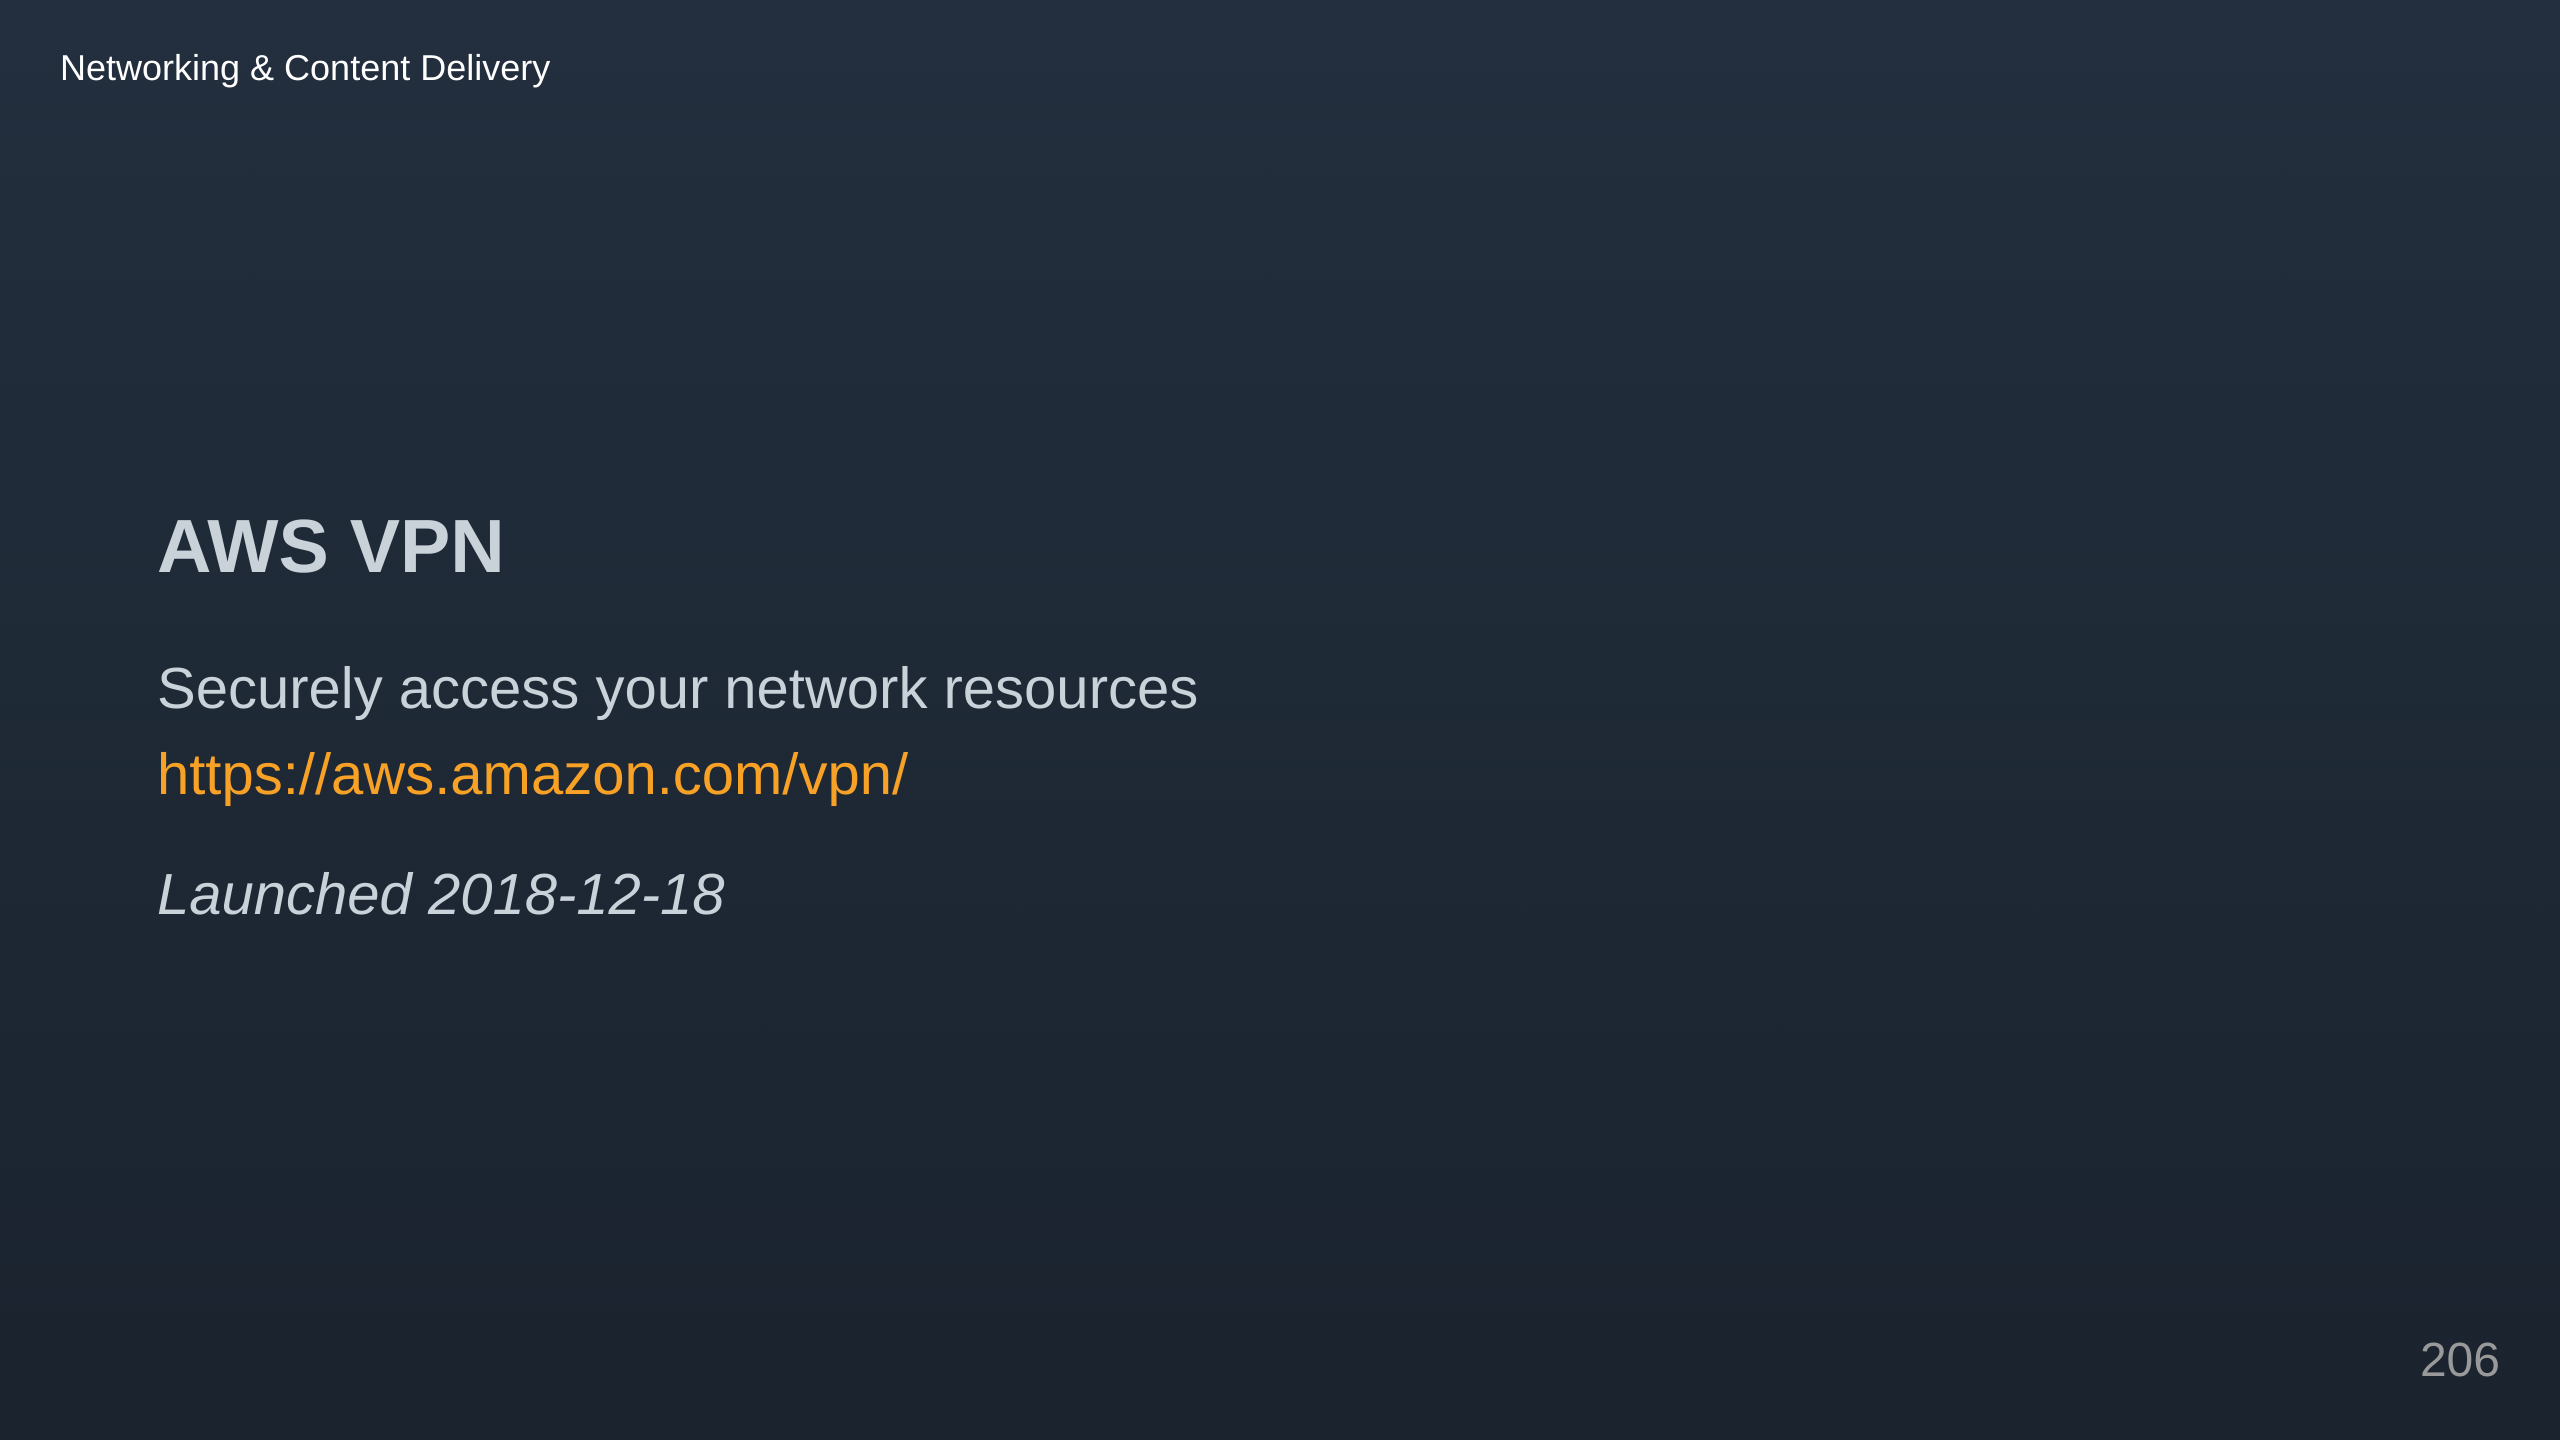 Networking & Content Delivery
AWS VPN
Securely access your network resources
https://aws.amazon.com/vpn/
Launched 2018-12-18
206